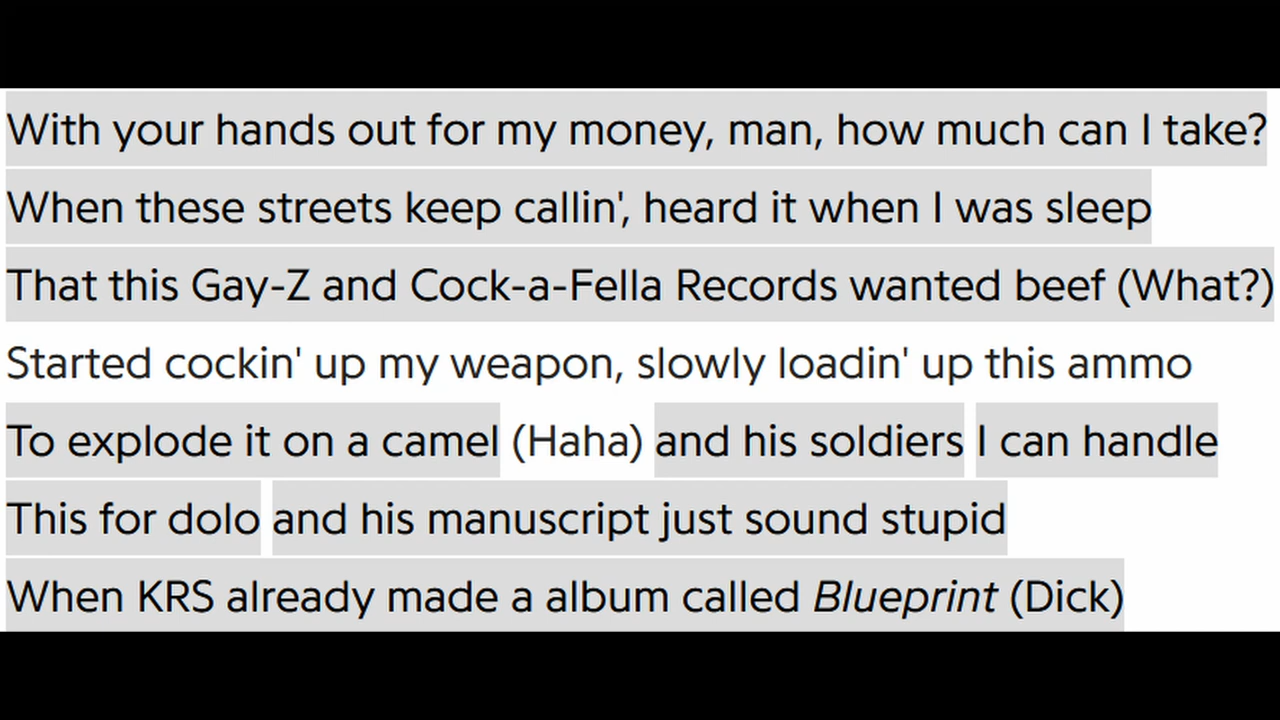 With your hands out for my money, man, how much can I take?
When these streets keep callin', heard it when I was sleep
That this Gay-Z and Cock-a-Fella Records wanted beef (What?)
Started cockin' up my weapon, slowly loadin' up this ammo
To explode it on a camel (Haha) and his soldiers I can handle
This for dolo and his manuscript just sound stupid
When KRS already made a album called Blueprint (Dick)